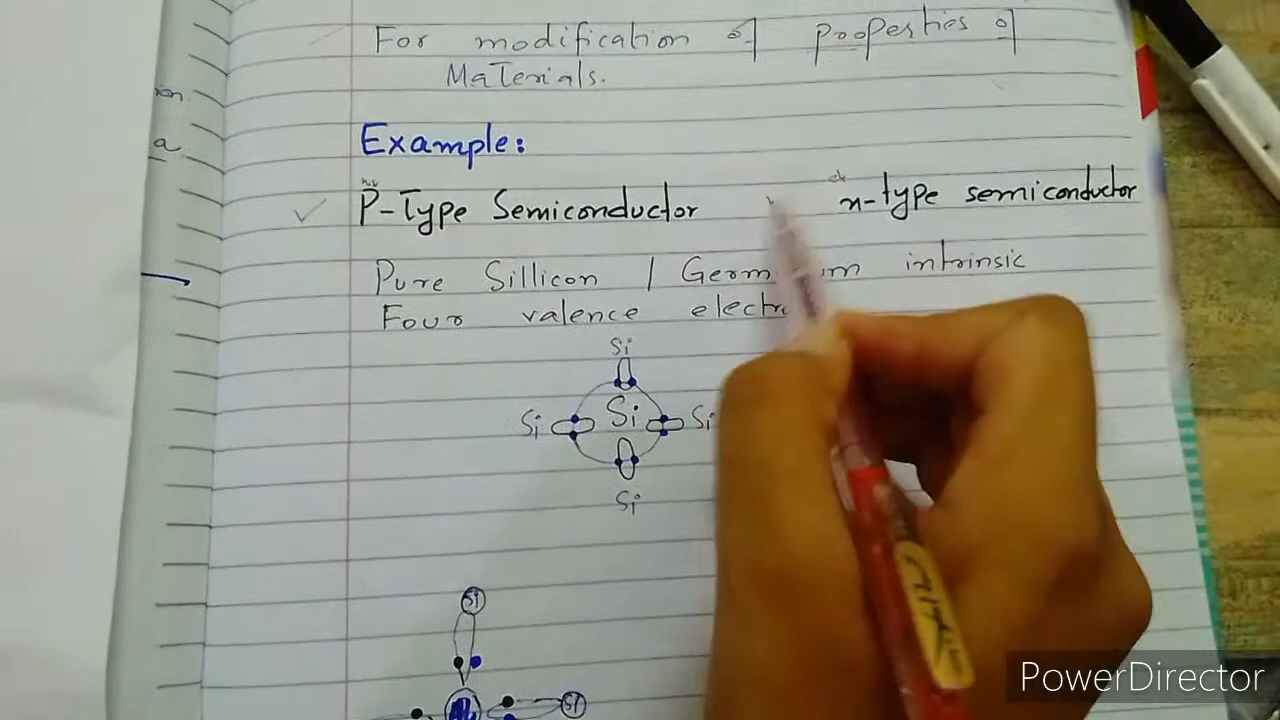 For modification of properties of
Materials.
on
a
Example:
P-Type Semiconductor
n-type semiconductor
Pure Sillicon / intrinsic
Four valence
Si
Si Si Si
Si
Si
Si
PowerDirector